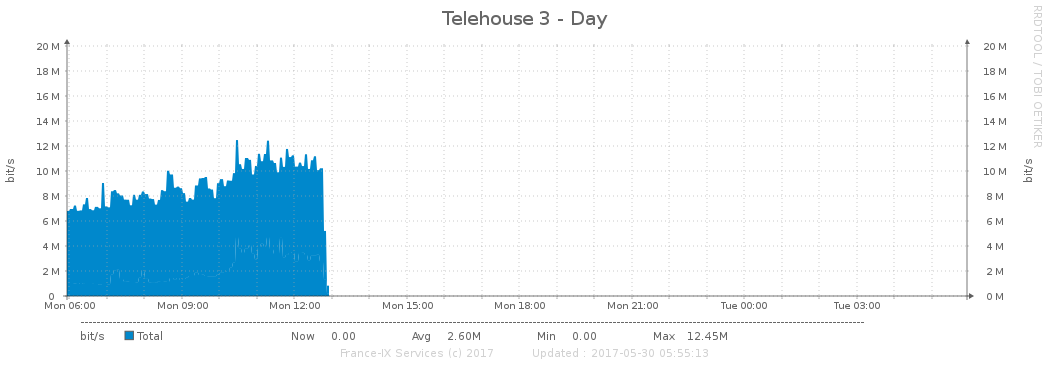 Telehouse 3 - Day
RRDTOOL / TOBI OETIKER
bit/s
bit/s
20 M 20 M
18 M 18 M
16 M 16 M
14 M 14 M
12 M 12 M
10 M 10 M
8 M 8 M
6 M 6 M
4 M 4 M
2 M 2 M
0 0 M
Mon 06:00 Mon 09:00 Mon 12:00 Mon 15:00 Mon 18:00 Mon 21:00 Tue 00:00 Tue 03:00
bit/s Total Now 0.00 Avg 2.60M Min 0.00 Max 12.45M
France-IX Services (c) 2017 Updated : 2017-05-30 05:55:13